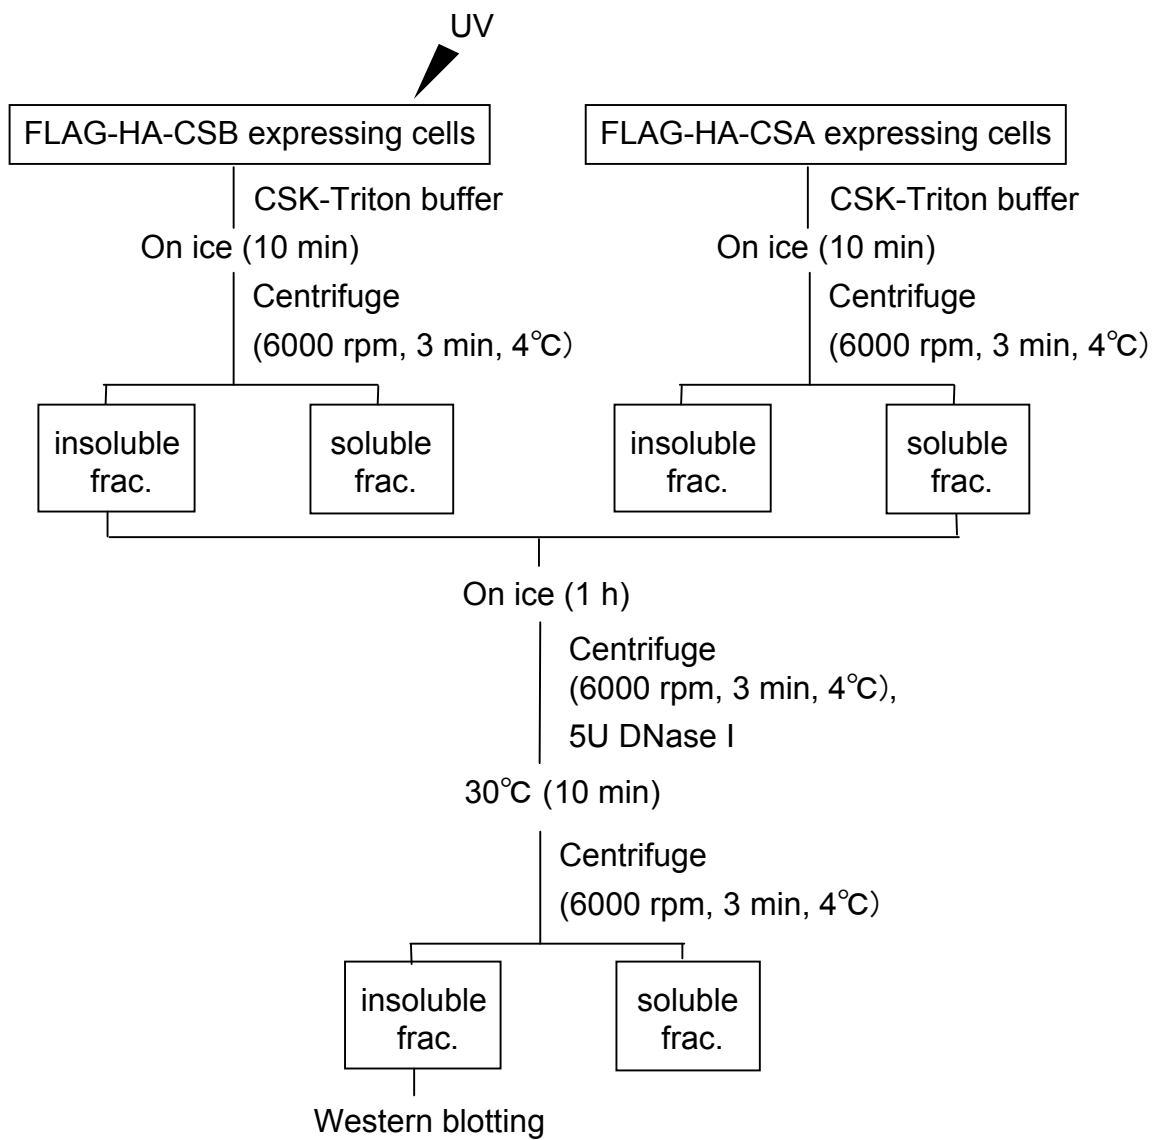 UV
FLAG-HA-CSB expressing cells
FLAG-HA-CSA expressing cells
CSK-Triton buffer
CSK-Triton buffer
On ice (10 min)
On ice (10 min)
Centrifuge
(6000 rpm, 3 min, 4℃)
Centrifuge
(6000 rpm, 3 min, 4℃)
insoluble
frac.
soluble
frac.
insoluble
frac.
soluble
frac.
On ice (1 h)
Centrifuge
(6000 rpm, 3 min, 4℃),
5U DNase I
30℃ (10 min)
Centrifuge
(6000 rpm, 3 min, 4℃)
insoluble
frac.
soluble
frac.
Western blotting